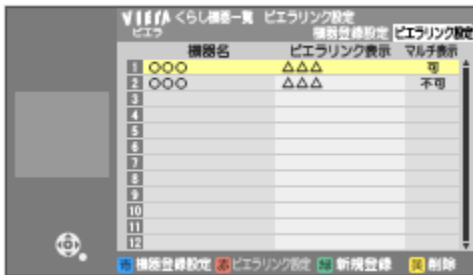 VIERA くらし機器一覧 ビエラリンク設定
ビエラ 機器登録設定 ビエラリンク設定
機器名 ビエラリンク表示 マルチ表示
1 ○○○ △△△ 可
2 ○○○ △△△ 不可
3
4
5
6
7
8
9
10
11
12
青 機器登録設定 赤 ビエラリンク設定 緑 新規登録 黄 削除